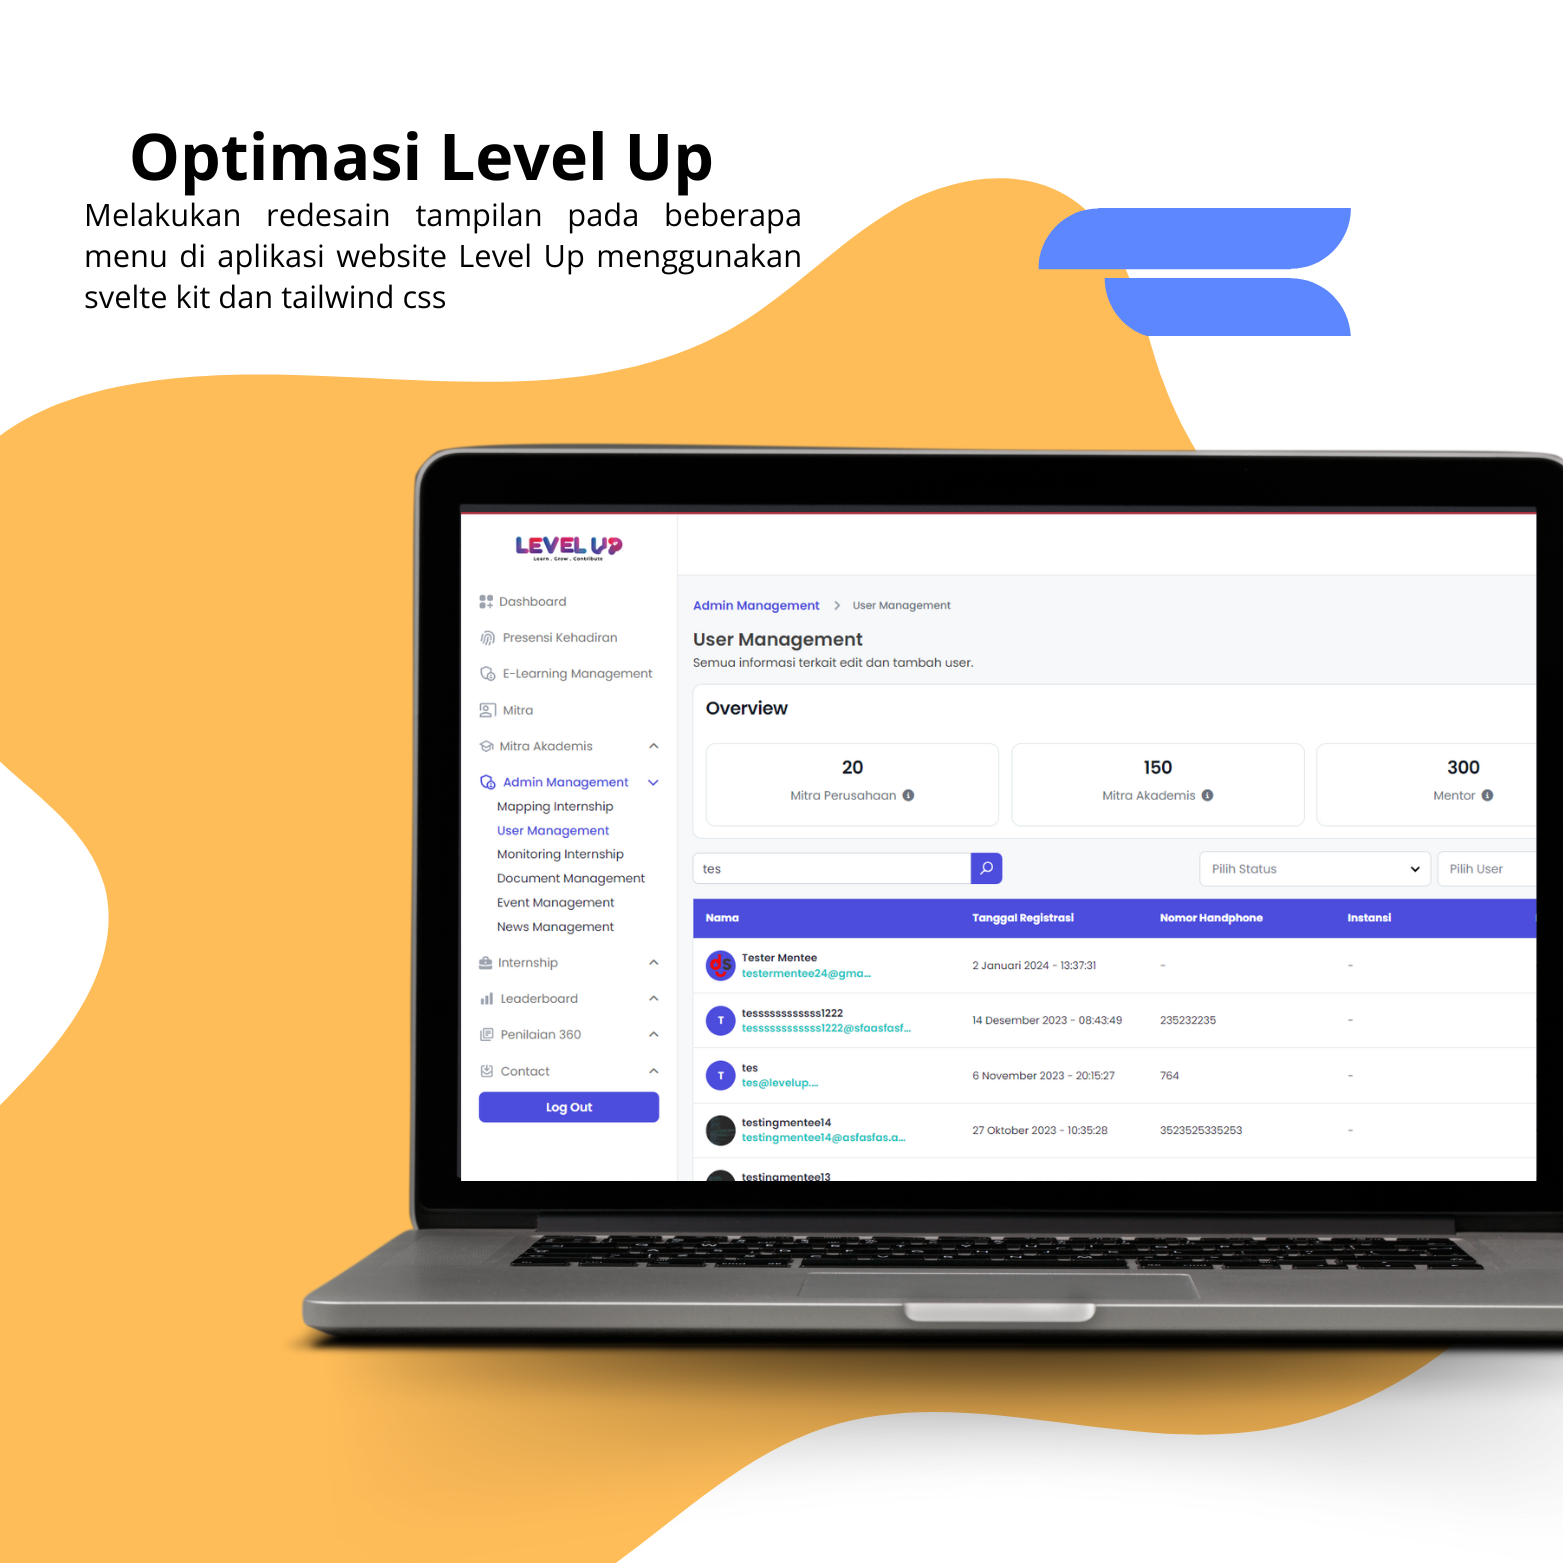 Optimasi Level Up
Melakukan redesain tampilan pada beberapa
menu di aplikasi website Level Up menggunakan
svelte kit dan tailwind css
LEVEL UP
Learn . Grow . Contribute
Dashboard
Presensi Kehadiran
E-Learning Management
Mitra
Mitra Akademis
Admin Management
Mapping Internship
User Management
Monitoring Internship
Document Management
Event Management
News Management
Internship
Leaderboard
Penilaian 360
Contact
Log Out
Admin Management > User Management
User Management
Semua informasi terkait edit dan tambah user.
Overview
20 150 300
Mitra Perusahaan Mitra Akademis Mentor
tes Pilih Status Pilih User
Nama Tanggal Registrasi Nomor Handphone Instansi
ds
Tester Mentee
testermentee24@gma... 2 Januari 2024 - 13:37:31 - -
T
tessssssssssss1222
tessssssssssss1222@sfaasfasf... 14 Desember 2023 - 08:43:49 235232235 -
T
tes
tes@levelup.... 6 November 2023 - 20:15:27 764 -
testingmentee14
testingmentee14@asfasfas.a... 27 Oktober 2023 - 10:35:28 3523525335253 -
testingmentee13